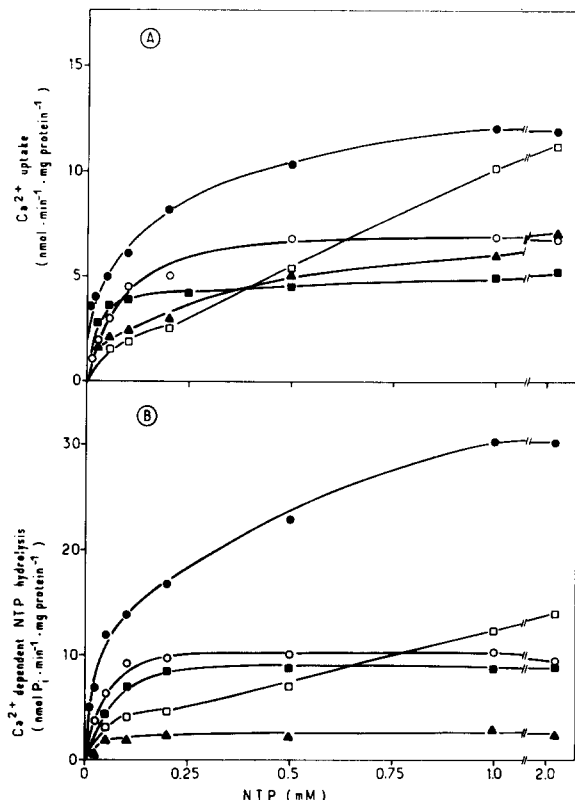 A
15
10
5
0
Ca2+ uptake
(nmol·min-1·mg protein-1)
B
30
20
10
0
Ca2+ dependent NTP hydrolysis
(nmol Pi·min-1·mg protein-1)
0 0.25 0.5 0.75 1.0 2.0
NTP (mM)